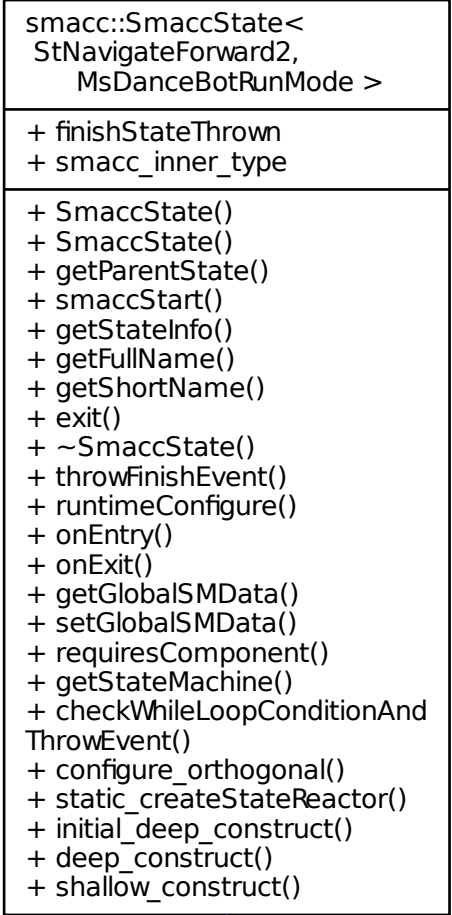 smacc::SmaccState<
StNavigateForward2,
MsDanceBotRunMode >
+ finishStateThrown
+ smacc_inner_type
+ SmaccState()
+ SmaccState()
+ getParentState()
+ smaccStart()
+ getStateInfo()
+ getFullName()
+ getShortName()
+ exit()
+ ~SmaccState()
+ throwFinishEvent()
+ runtimeConfigure()
+ onEntry()
+ onExit()
+ getGlobalSMData()
+ setGlobalSMData()
+ requiresComponent()
+ getStateMachine()
+ checkWhileLoopConditionAnd
ThrowEvent()
+ configure_orthogonal()
+ static_createStateReactor()
+ initial_deep_construct()
+ deep_construct()
+ shallow_construct()